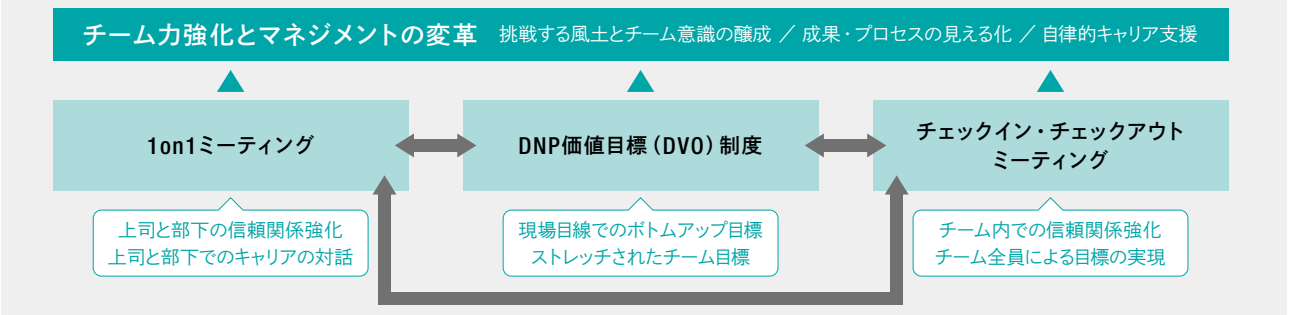 チーム力強化とマネジメントの変革 挑戦する風土とチーム意識の醸成 / 成果・プロセスの見える化 / 自律的キャリア支援
1on1ミーティング
DNP価値目標(DVO)制度
チェックイン・チェックアウト
ミーティング
上司と部下の信頼関係強化
上司と部下でのキャリアの対話
現場目線でのボトムアップ目標
ストレッチされたチーム目標
チーム内での信頼関係強化
チーム全員による目標の実現